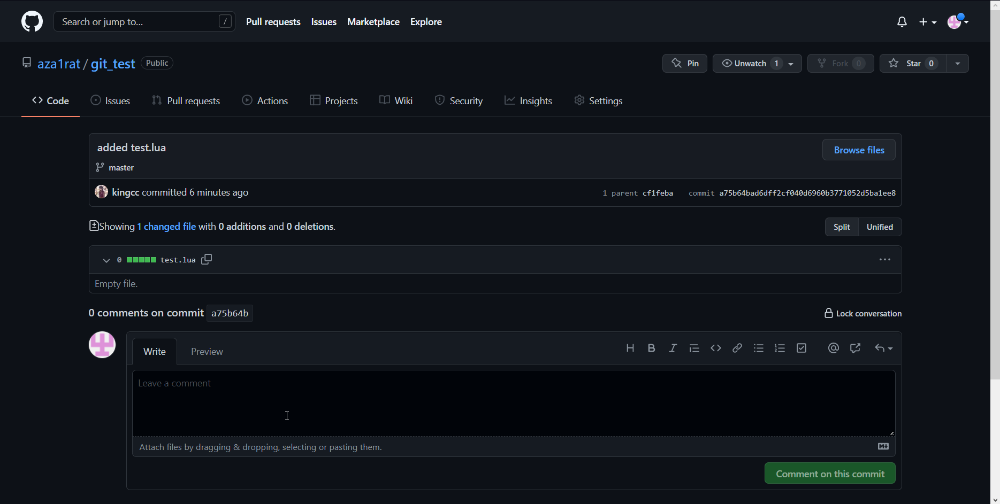 Search or jump to... /
Pull requests Issues Marketplace Explore
aza1rat / git_test Public
Pin Unwatch 1 Fork 0 Star 0
Code Issues Pull requests Actions Projects Wiki Security Insights Settings
added test.lua
Browse files
master
kingcc committed 6 minutes ago
1 parent cf1feba commit a75b64bad6dff2cf040d6960b3771052d5ba1ee8
Showing 1 changed file with 0 additions and 0 deletions.
Split Unified
0 test.lua
Empty file.
0 comments on commit a75b64b
Lock conversation
Write Preview
Leave a comment
Attach files by dragging & dropping, selecting or pasting them.
Comment on this commit